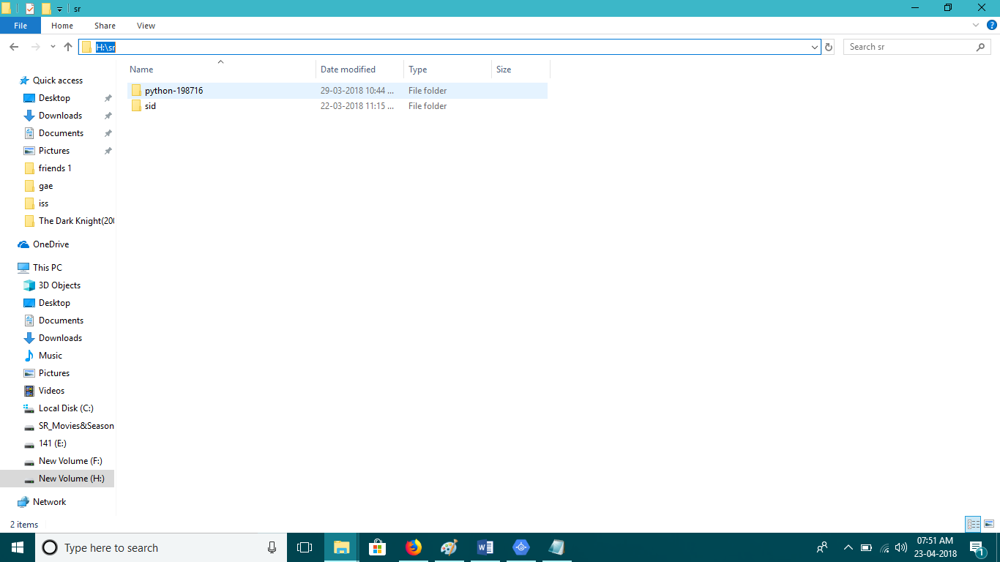 sr
File Home Share View
H:\sr
Search sr
Name Date modified Type Size
python-198716 29-03-2018 10:44 ... File folder
sid 22-03-2018 11:15 ... File folder
Quick access
Desktop
Downloads
Documents
Pictures
friends 1
gae
iss
The Dark Knight(200
OneDrive
This PC
3D Objects
Desktop
Documents
Downloads
Music
Pictures
Videos
Local Disk (C:)
SR_Movies&Season
141 (E:)
New Volume (F:)
New Volume (H:)
Network
2 items
Type here to search
07:51 AM
23-04-2018
1